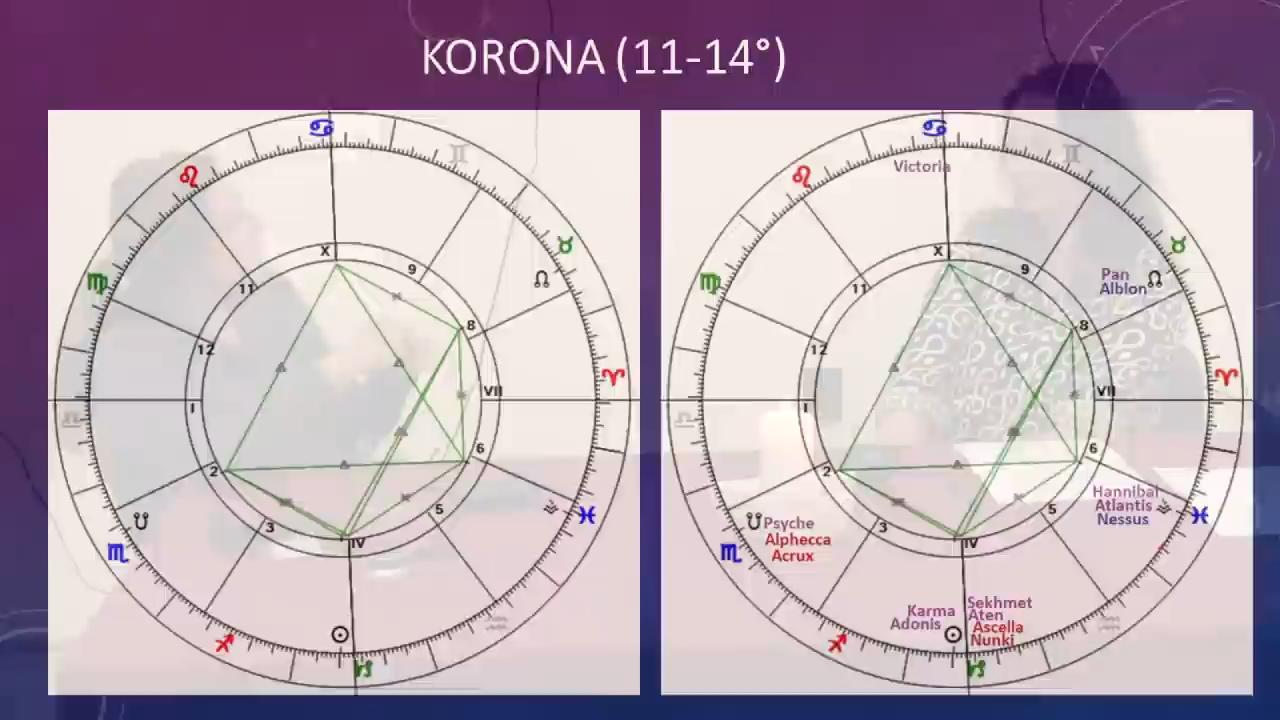 KORONA (11-14°)
X
9
11
8
12
VII
I
6
2
5
3
IV
Victoria
X
9
Pan
Albion
11
8
12
VII
I
6
2
Hannibal
Atlantis
Nessus
5
3
Psyche
Alphecca
Acrux
IV
Karma
Adonis
Sekhmet
Aten
Ascella
Nunki